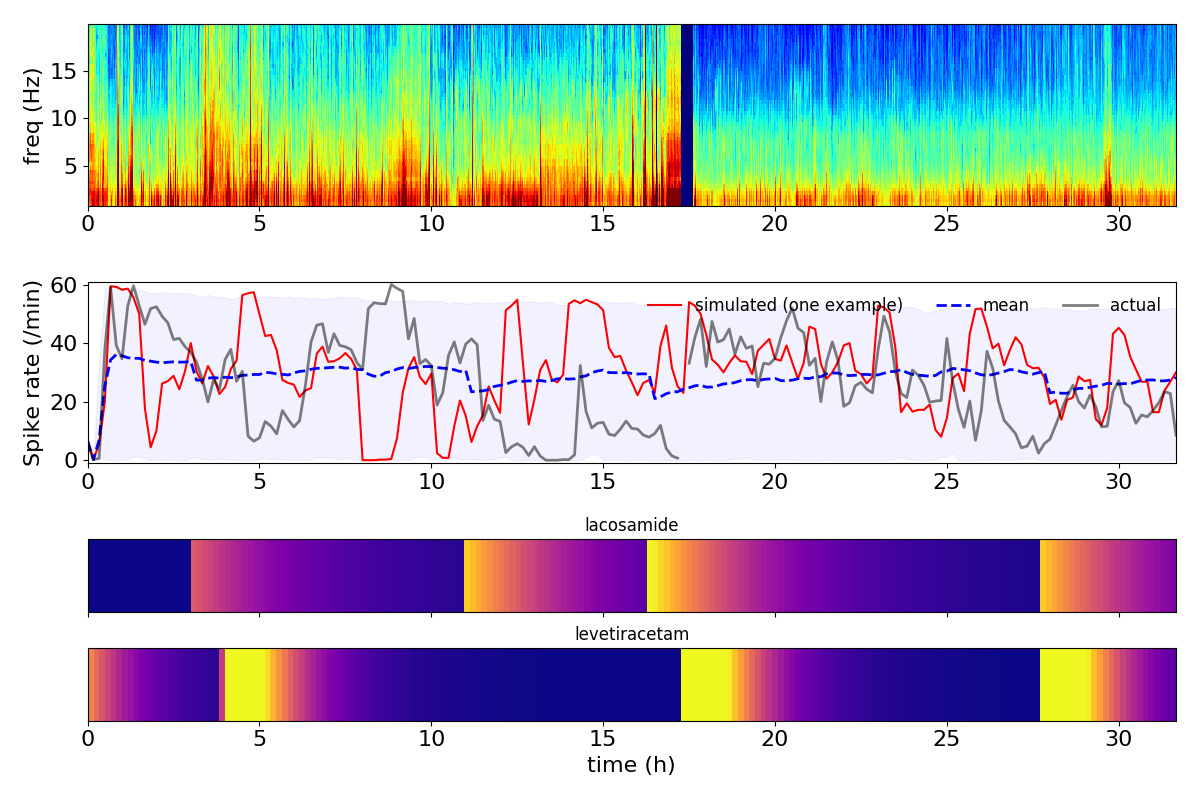 freq (Hz)
15
10
5
0 5 10 15 20 25 30
Spike rate (/min)
60
40
20
0
simulated (one example) mean actual
0 5 10 15 20 25 30
lacosamide
levetiracetam
0 5 10 15 20 25 30
time (h)